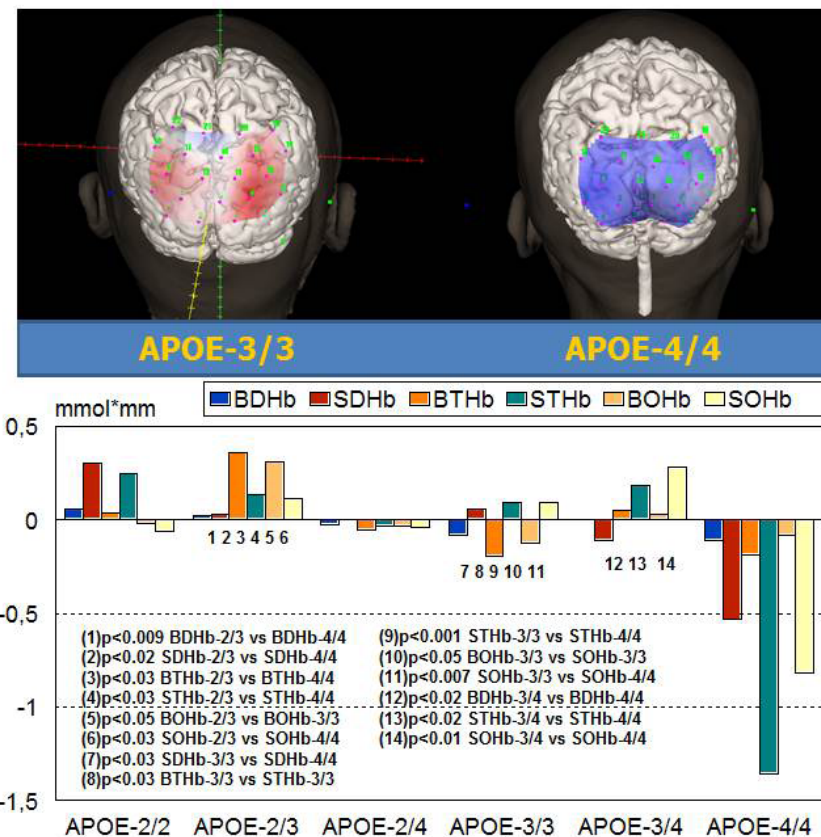 APOE-3/3 APOE-4/4
mmol*mm
BDHb SDHb BTHb STHb BOHb SOHb
0,5
0
1 2 3 4 5 6
7 8 9 10 11
12 13 14
-0,5
(1)p<0.009 BDHb-2/3 vs BDHb-4/4
(2)p<0.02 SDHb-2/3 vs SDHb-4/4
(3)p<0.03 BTHb-2/3 vs BTHb-4/4
(4)p<0.03 STHb-2/3 vs STHb-4/4
(5)p<0.05 BOHb-2/3 vs BOHb-3/3
(6)p<0.03 SOHb-2/3 vs SOHb-4/4
(7)p<0.03 SDHb-3/3 vs SDHb-4/4
(8)p<0.03 BTHb-3/3 vs STHb-3/3
(9)p<0.001 STHb-3/3 vs STHb-4/4
(10)p<0.05 BOHb-3/3 vs SOHb-3/3
(11)p<0.007 SOHb-3/3 vs SOHb-4/4
(12)p<0.02 BDHb-3/4 vs BDHb-4/4
(13)p<0.02 STHb-3/4 vs STHb-4/4
(14)p<0.01 SOHb-3/4 vs SOHb-4/4
-1
-1,5
APOE-2/2 APOE-2/3 APOE-2/4 APOE-3/3 APOE-3/4 APOE-4/4